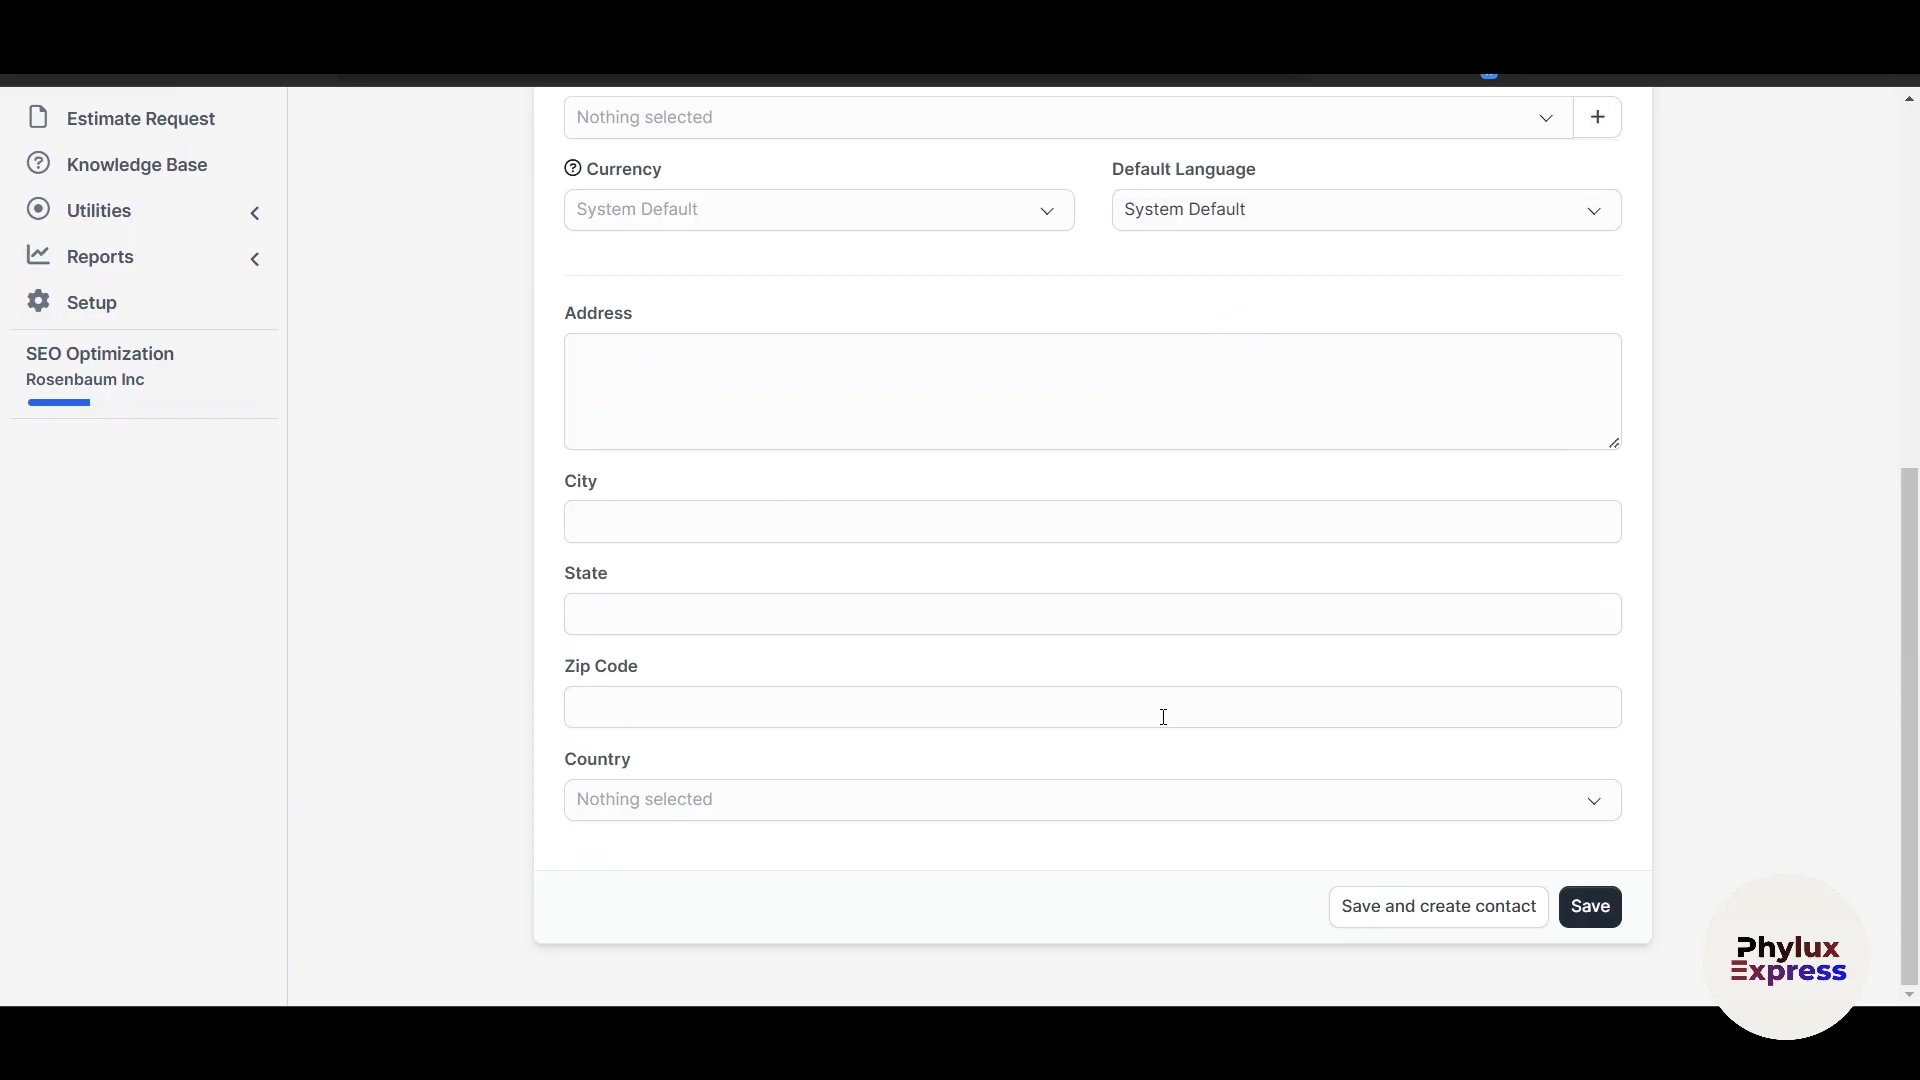 Estimate Request
Knowledge Base
Utilities
Reports
Setup
SEO Optimization
Rosenbaum Inc
Nothing selected
+
Currency
Default Language
System Default
System Default
Address
City
State
Zip Code
Country
Nothing selected
Save and create contact
Save
Phylux
Express